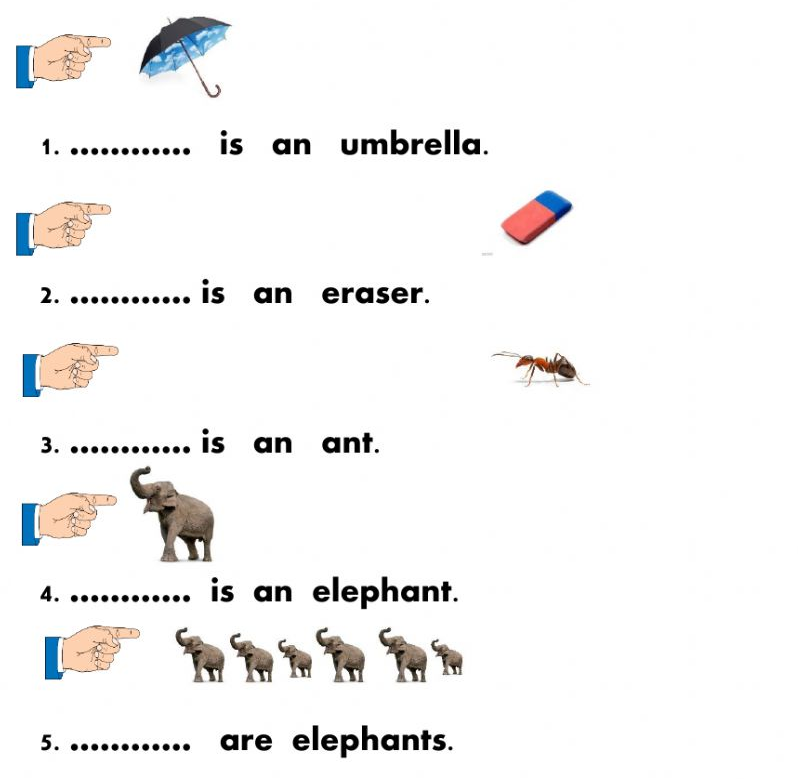 1. ............ is an umbrella.
2. ............ is an eraser.
3. ............ is an ant.
4. ............ is an elephant.
5. ............ are elephants.